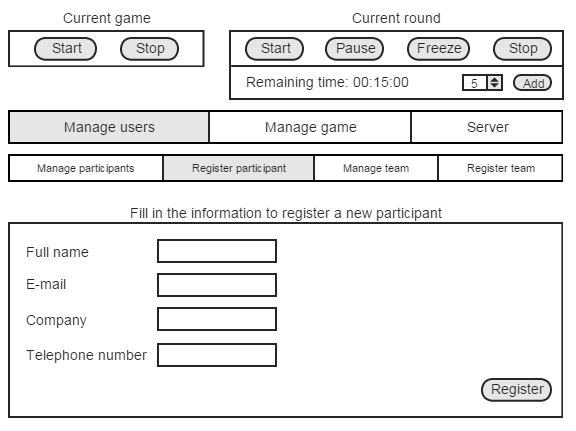 Current game
Current round
Start Stop
Start Pause Freeze Stop
Remaining time: 00:15:00 5 Add
Manage users Manage game Server
Manage participants Register participant Manage team Register team
Fill in the information to register a new participant
Full name
E-mail
Company
Telephone number
Register